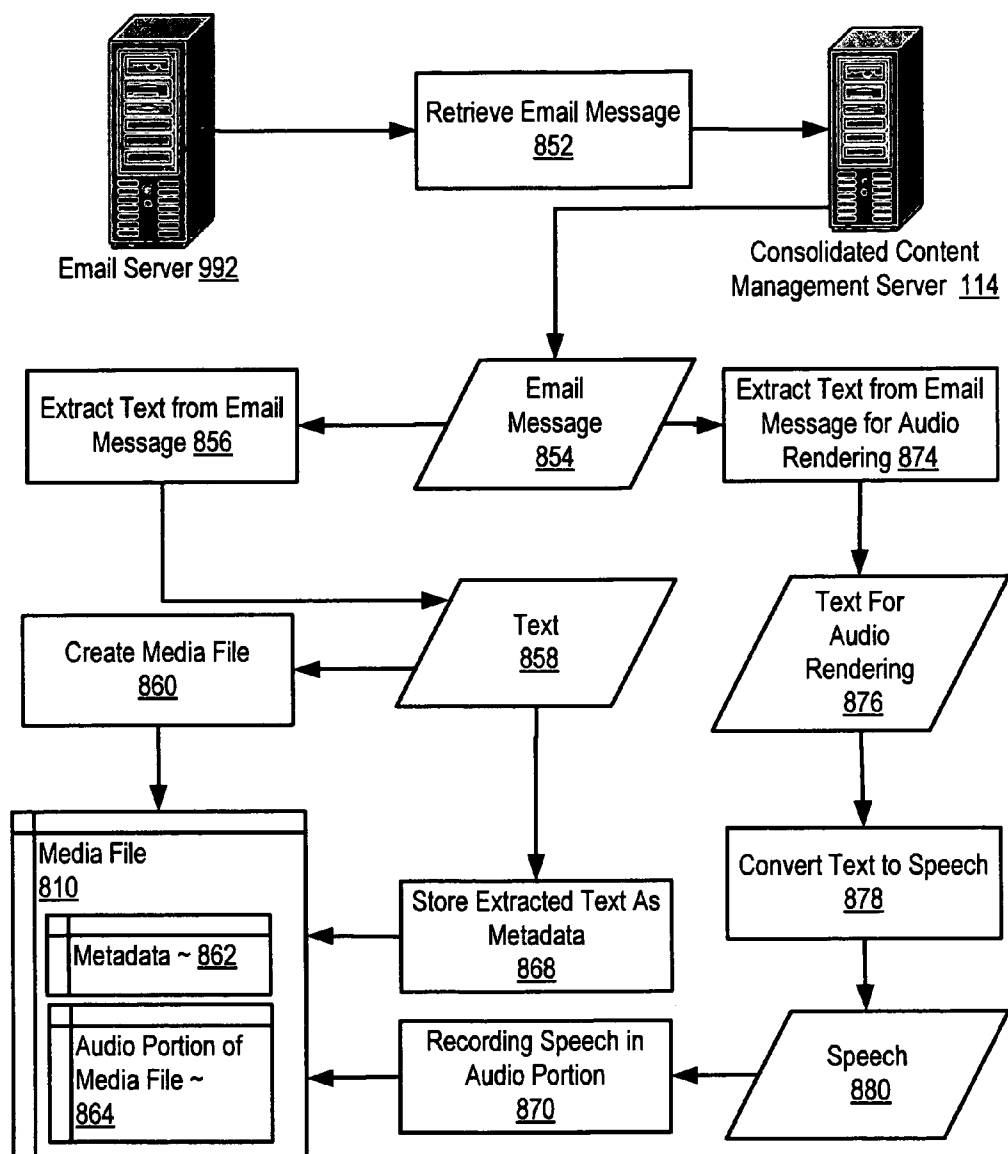 Retrieve Email Message
852
Email Server 992
Consolidated Content
Management Server 114
Extract Text from Email
Message 856
Email
Message
854
Extract Text from Email
Message for Audio
Rendering 874
Create Media File
860
Text
858
Text For
Audio
Rendering
876
Media File
810
Metadata ~ 862
Audio Portion of
Media File ~
864
Store Extracted Text As
Metadata
868
Convert Text to Speech
878
Recording Speech in
Audio Portion
870
Speech
880